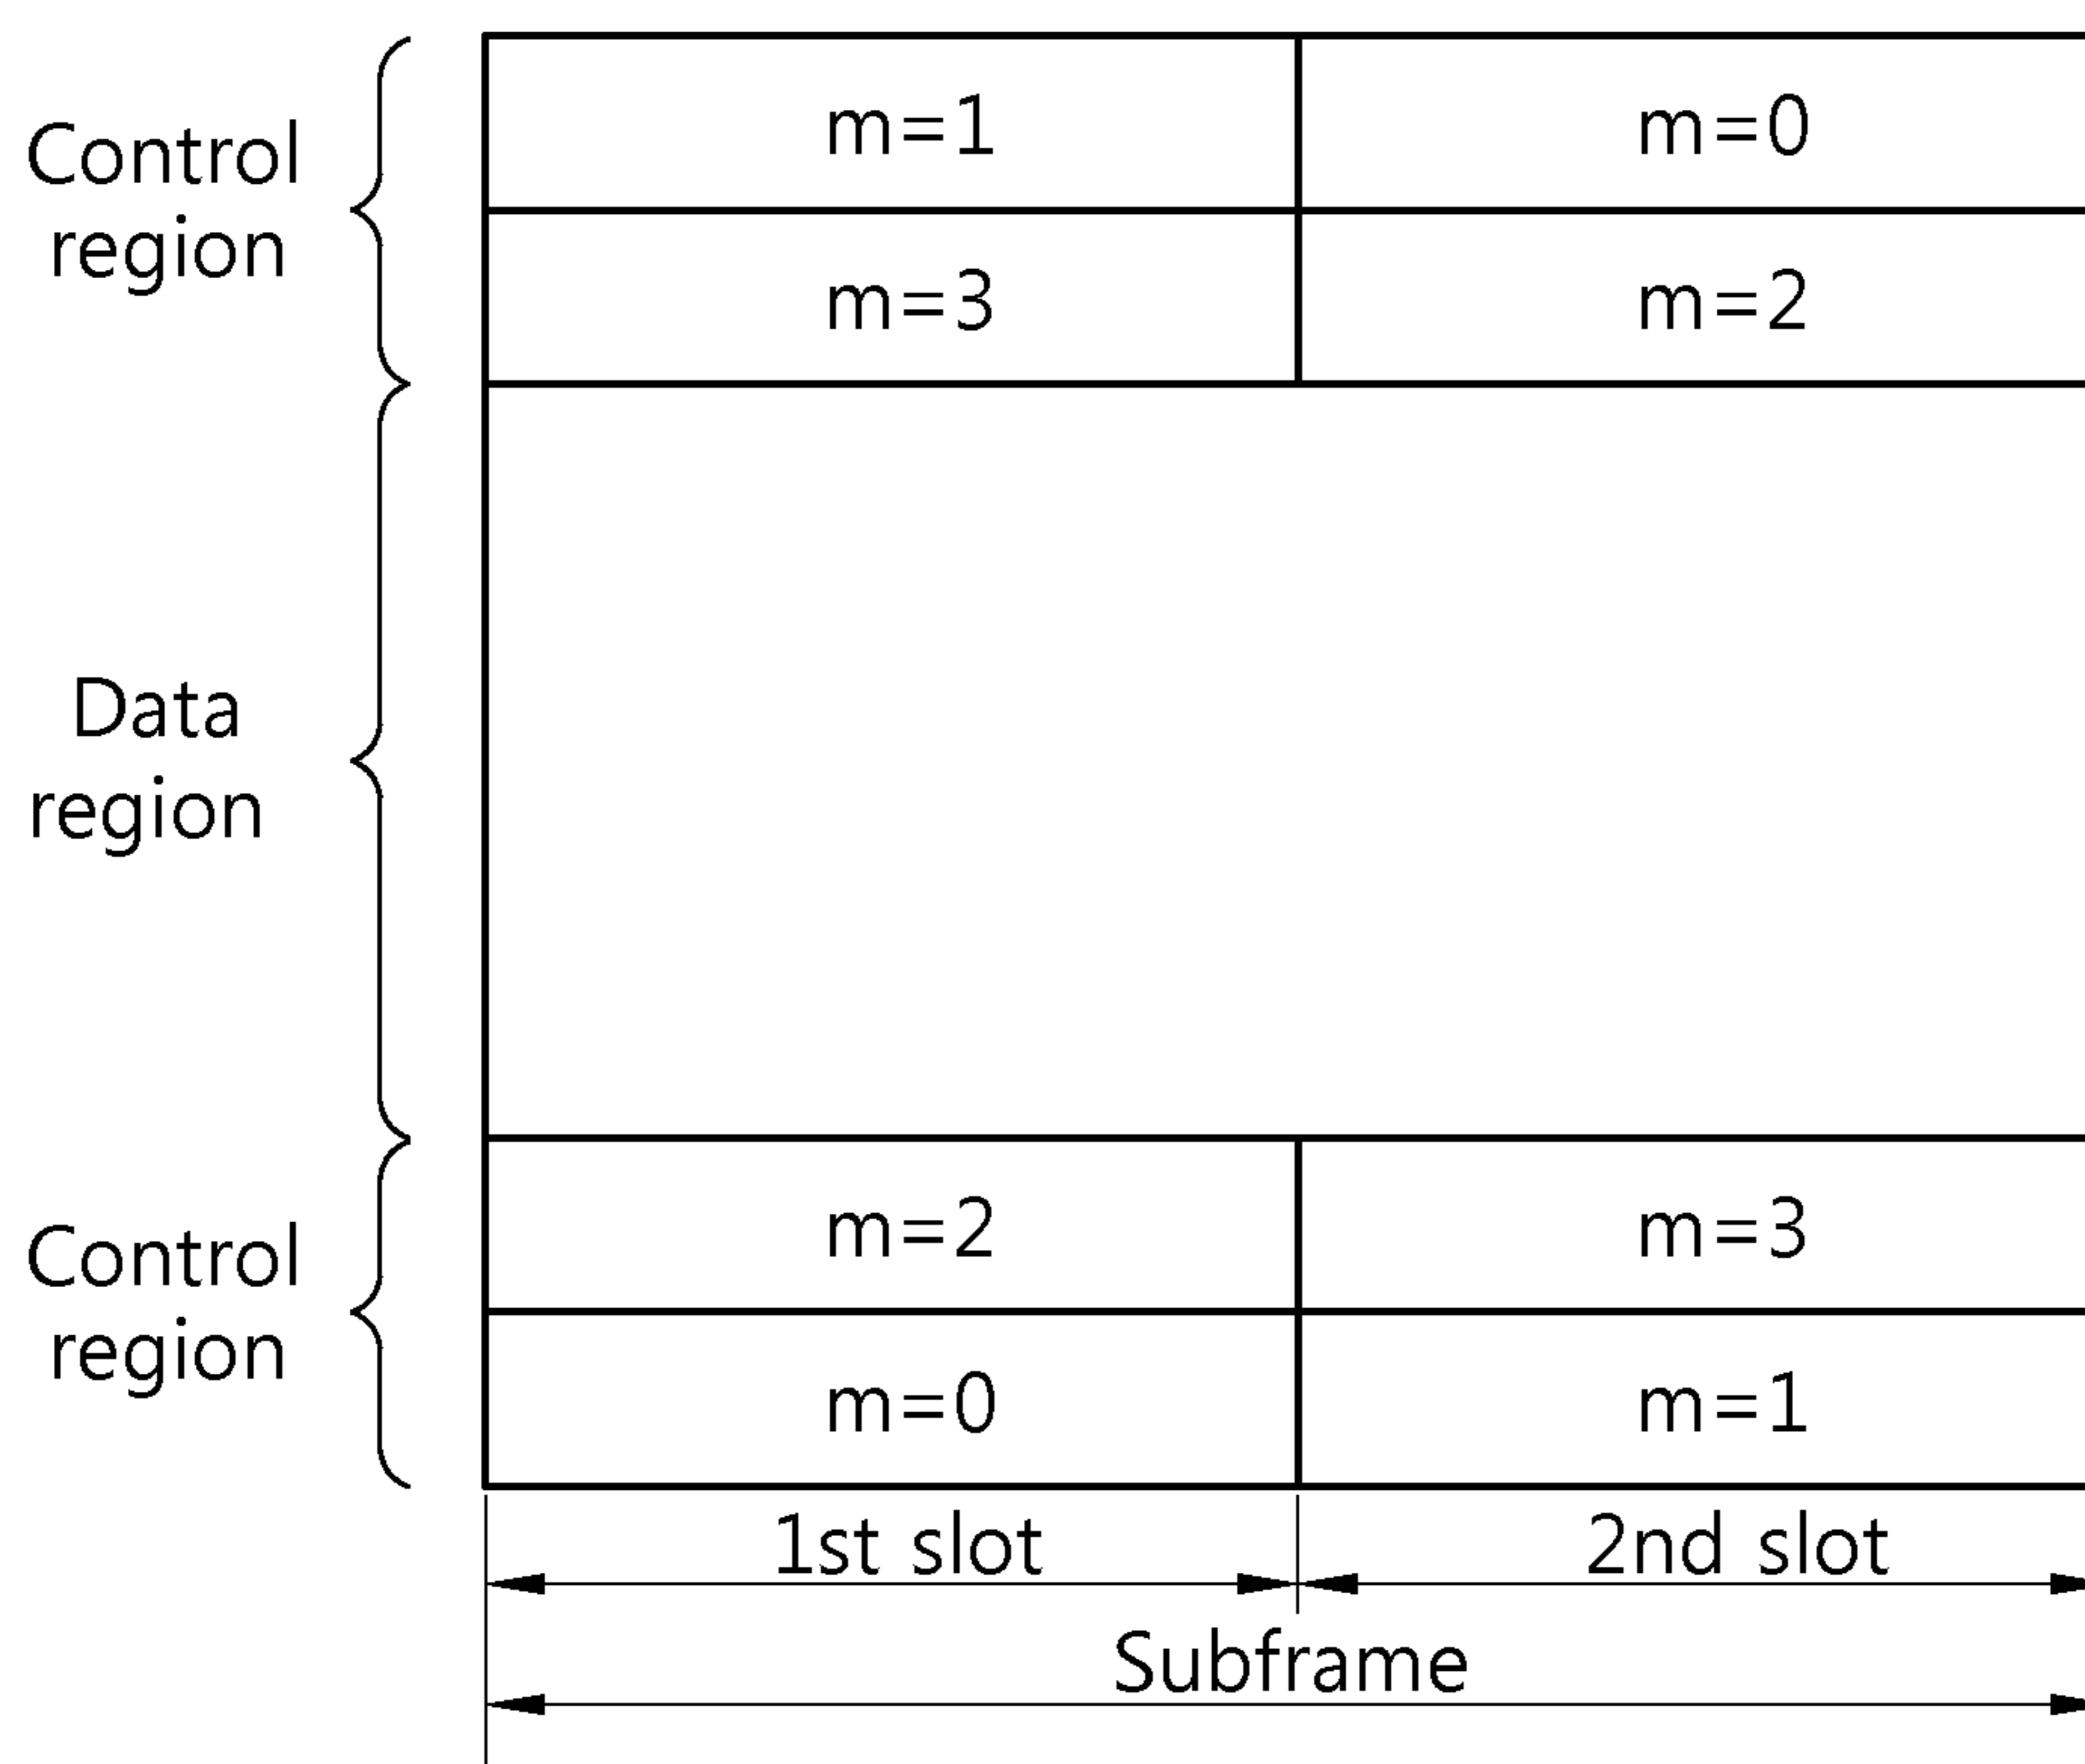 Control
region
m=1
m=0
m=3
m=2
Data
region
Control
region
m=2
m=3
m=0
m=1
1st slot
2nd slot
Subframe